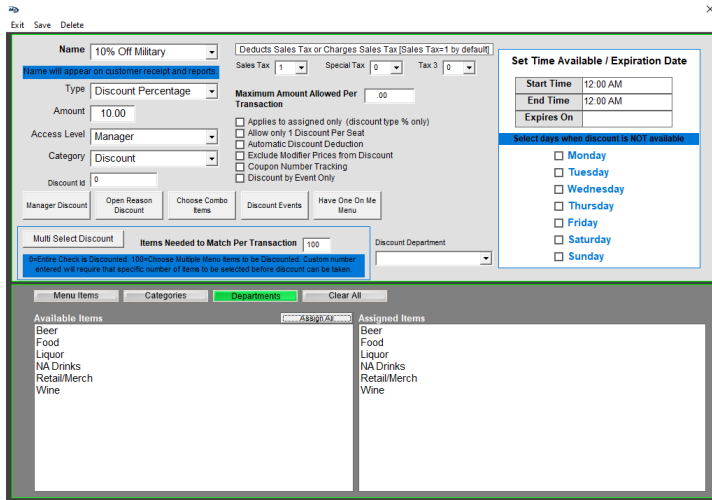 Exit Save Delete
Name 10% Off Military
Name will appear on customer receipt and reports
Type Discount Percentage
Amount 10.00
Access Level Manager
Category Discount
Discount Id 0
Deducts Sales Tax or Charges Sales Tax [Sales Tax=1 by default]
Sales Tax 1 Special Tax 0 Tax 3 0
Maximum Amount Allowed Per
Transaction .00
Applies to assigned only (discount type % only)
Allow only 1 Discount Per Seat
Automatic Discount Deduction
Exclude Modifier Prices from Discount
Coupon Number Tracking
Discount by Event Only
Set Time Available / Expiration Date
Start Time 12:00 AM
End Time 12:00 AM
Expires On
Select days when discount is NOT available
Monday
Tuesday
Wednesday
Thursday
Friday
Saturday
Sunday
Manager Discount
Open Reason
Discount
Choose Combo
Items
Discount Events
Have One On Me
Menu
Multi Select Discount
Items Needed to Match Per Transaction 100
0=Entire Check is Discounted, 100=Choose Multiple Menu Items to be Discounted. Custom number
entered will require that specific number of items to be selected before discount can be taken.
Discount Department
Menu Items Categories Departments Clear All
Available Items Assign All
Beer
Food
Liquor
NA Drinks
Retail/Merch
Wine
Assigned Items
Beer
Food
Liquor
NA Drinks
Retail/Merch
Wine